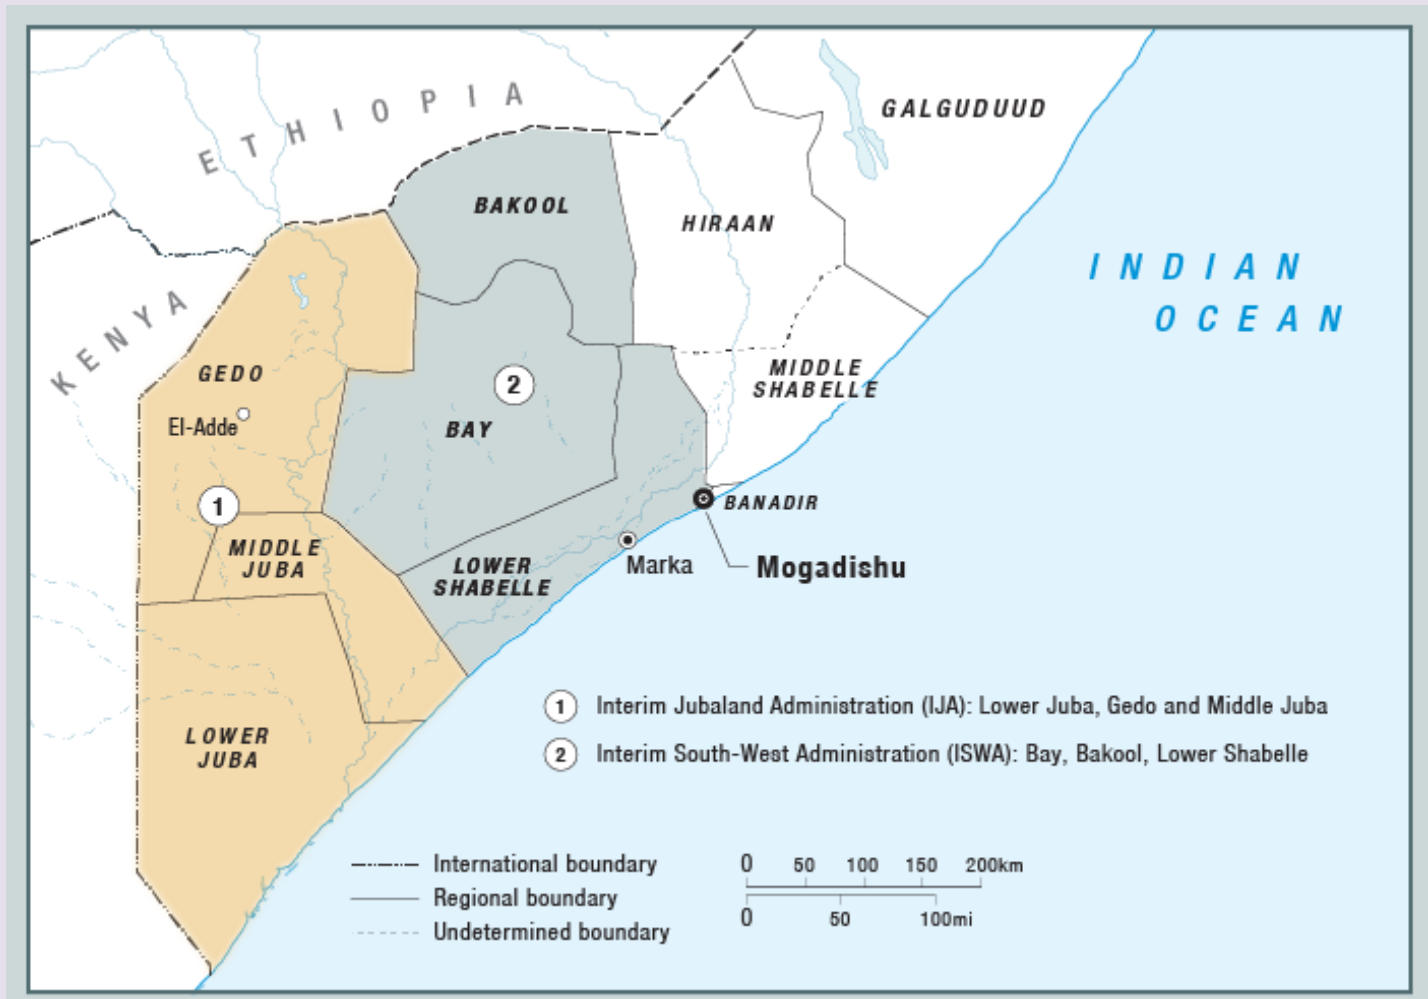 ETHIOPIA
GALGUDUUD
BAKOOL
HIRAAN
INDIAN
OCEAN
KENYA
GEDO
MIDDLE
SHABELLE
2
El-Adde
BAY
1
BANADIR
MIDDLE
JUBA
LOWER
SHABELLE
Marka
Mogadishu
LOWER
JUBA
1 Interim Jubaland Administration (IJA): Lower Juba, Gedo and Middle Juba
2 Interim South-West Administration (ISWA): Bay, Bakool, Lower Shabelle
International boundary
Regional boundary
Undetermined boundary
0 50 100 150 200km
0 50 100mi